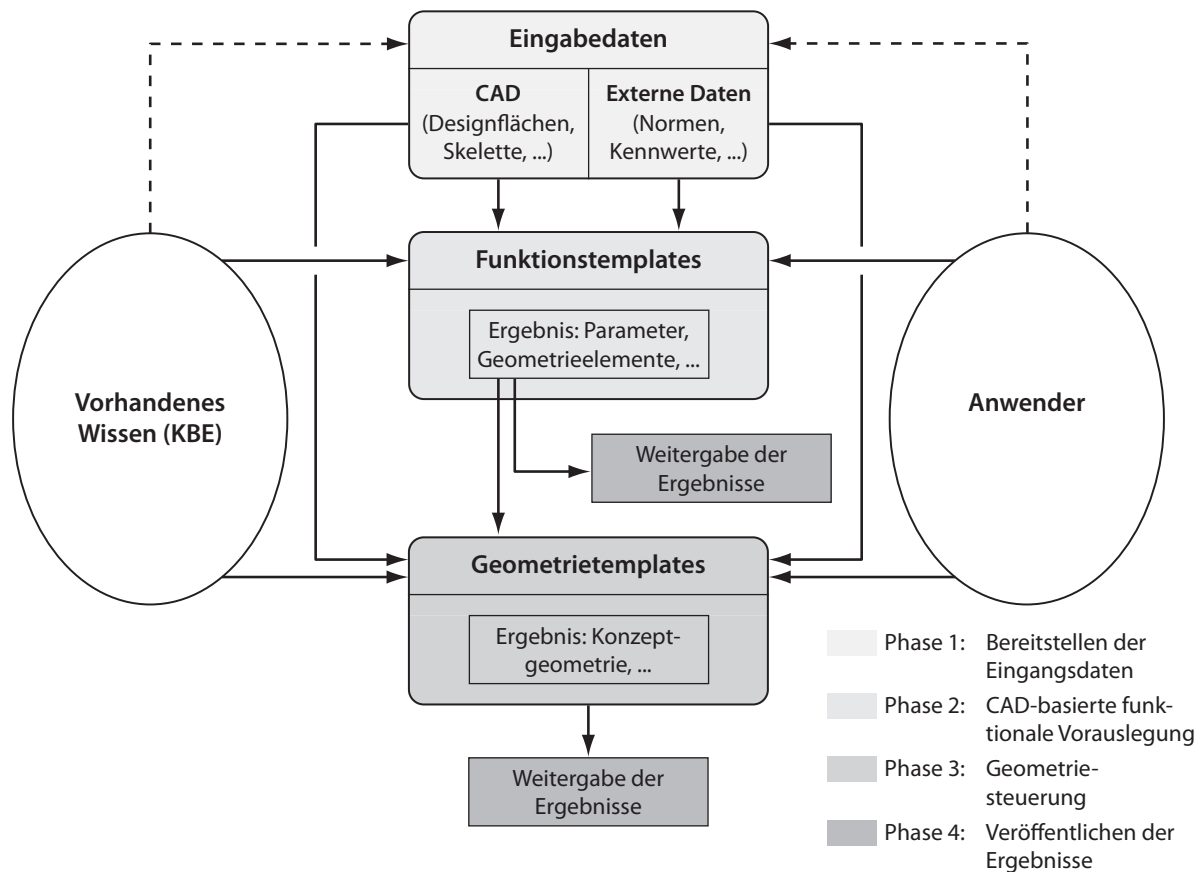 Eingabedaten
CAD
(Designflächen,
Skelette, ...)
Externe Daten
(Normen,
Kennwerte, ...)
Funktionstemplates
Ergebnis: Parameter,
Geometrieelemente, ...
Vorhandenes
Wissen (KBE)
Anwender
Weitergabe der
Ergebnisse
Geometrietemplates
Ergebnis: Konzept-
geometrie, ...
Weitergabe der
Ergebnisse
Phase 1: Bereitstellen der
Eingangsdaten
Phase 2: CAD-basierte funk-
tionale Vorauslegung
Phase 3: Geometrie-
steuerung
Phase 4: Veröffentlichen der
Ergebnisse